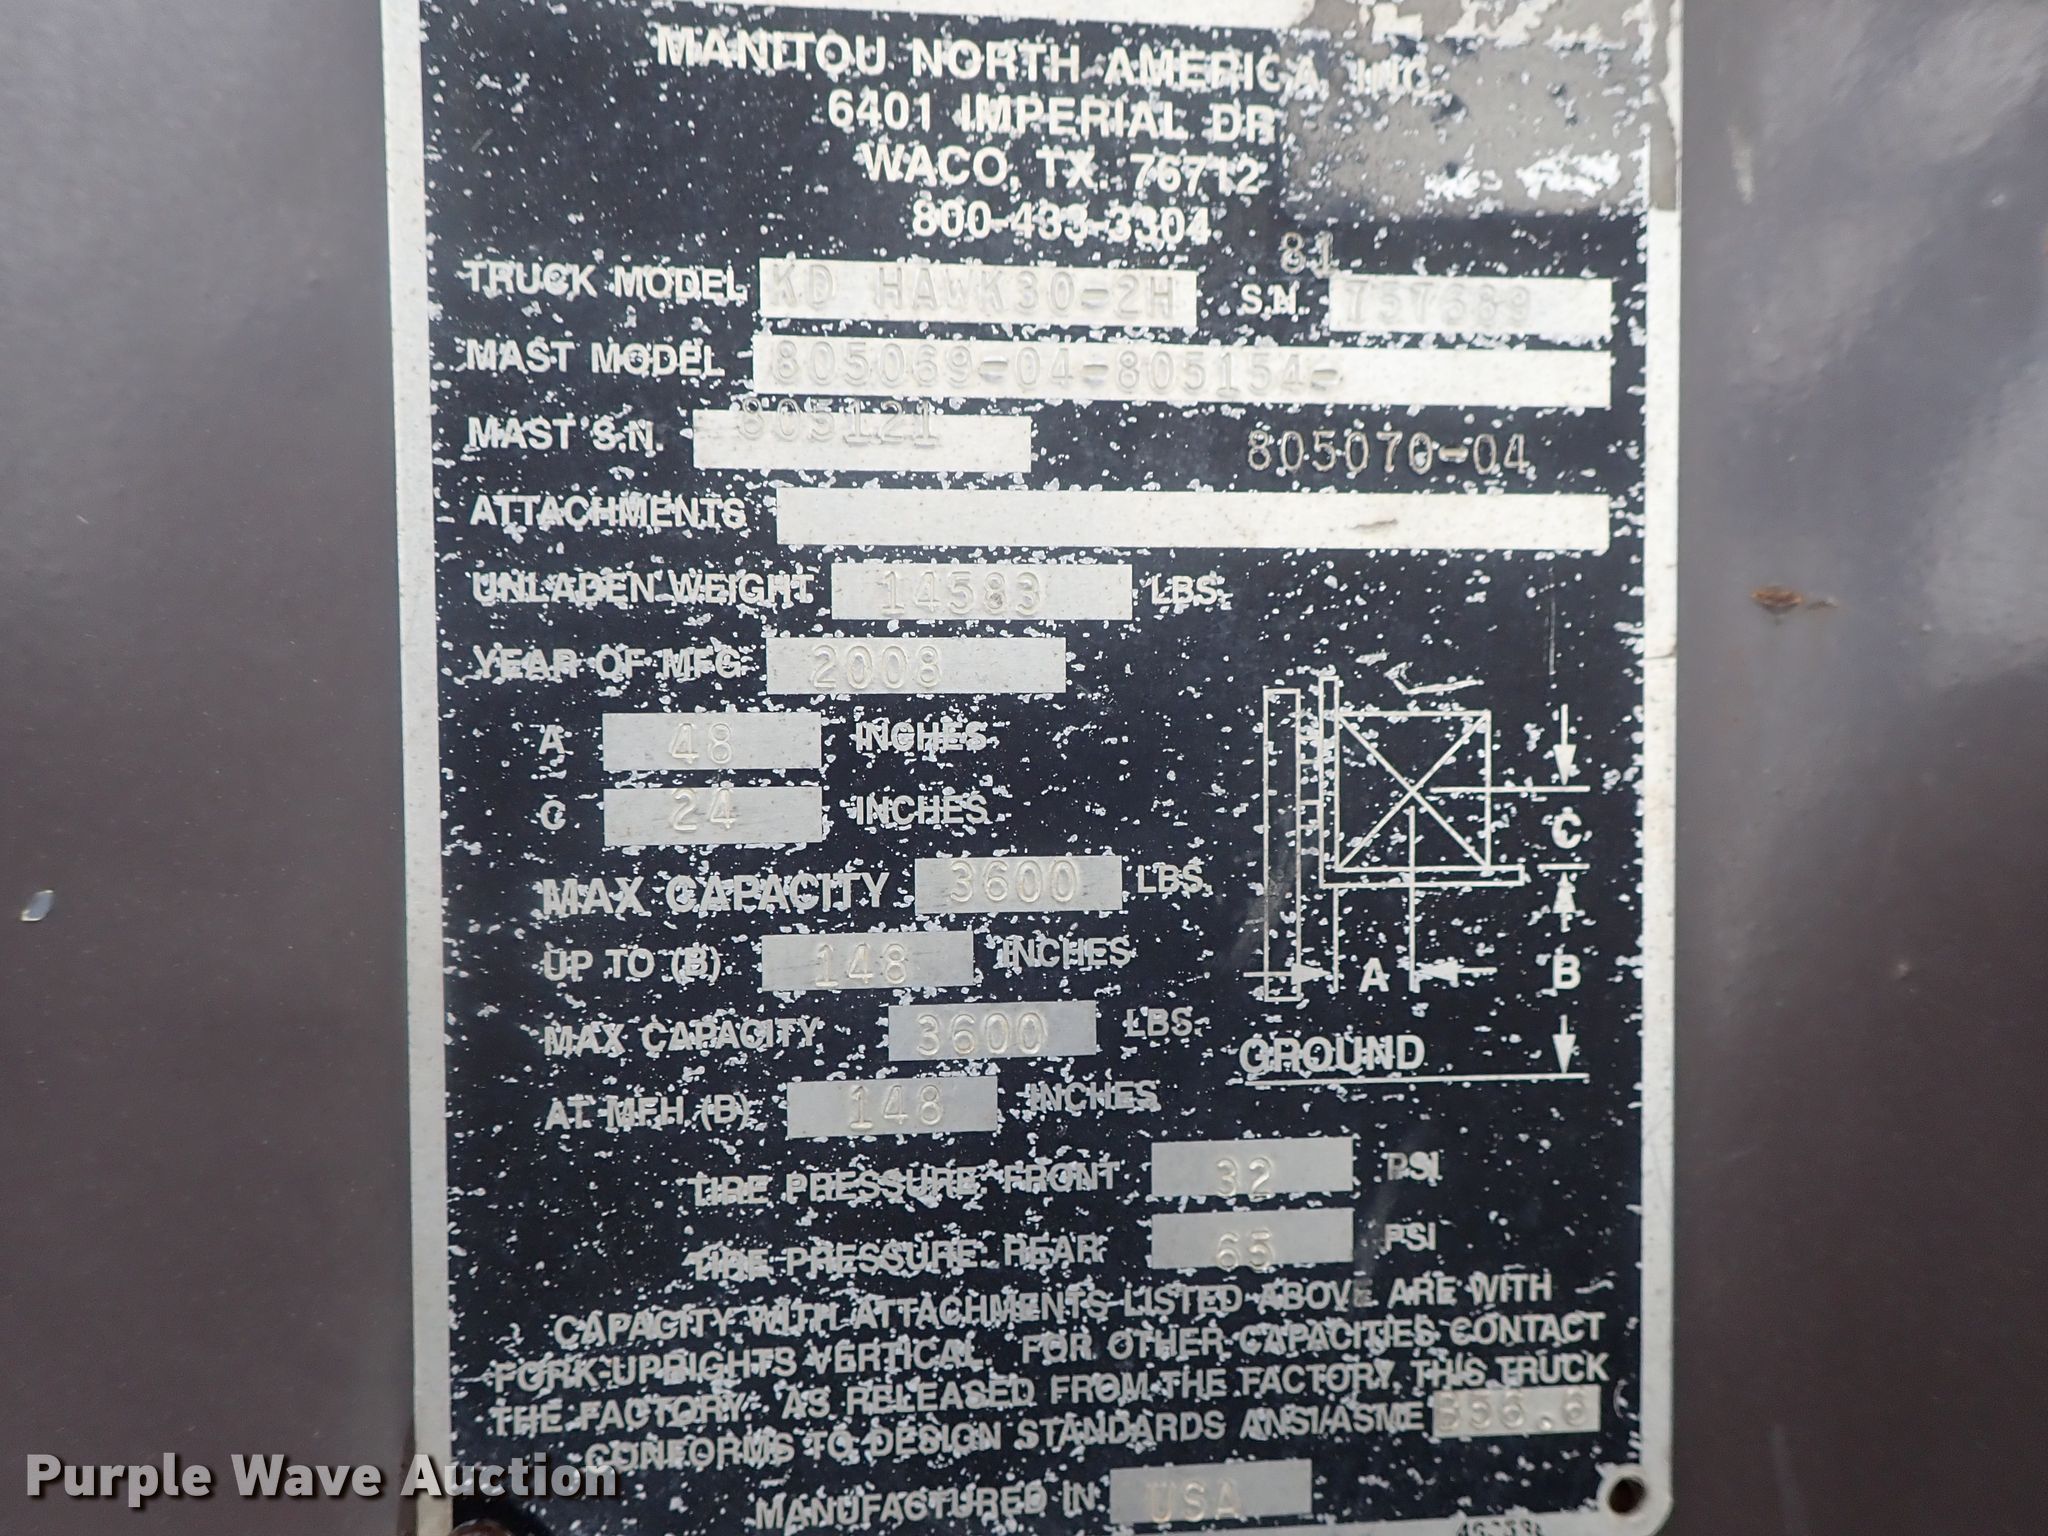 MANITOU NORTH AMERICA, INC.
6401 IMPERIAL DR
WACO, TX. 76712
800-433-3304
81
TRUCK MODEL KD HAWK30-2H S.N. 757689
MAST MODEL 805069-04-805154-
MAST S.N. 805121 805070-04
ATTACHMENTS
UNLADEN WEIGHT 14583 LBS.
YEAR OF MFG 2008
A 48 INCHES
C 24 INCHES
MAX CAPACITY 3600 LBS.
UP TO (B) 148 INCHES
MAX CAPACITY 3600 LBS.
AT MFH (B) 148 INCHES
C
A
B
GROUND
TIRE PRESSURE FRONT 32 PSI
TIRE PRESSURE REAR 65 PSI
CAPACITY WITH ATTACHMENTS LISTED ABOVE ARE WITH
FORK UPRIGHTS VERTICAL. FOR OTHER CAPACITIES CONTACT
THE FACTORY. AS RELEASED FROM THE FACTORY, THIS TRUCK
CONFORMS TO DESIGN STANDARDS ANSI/ASME B56.6
MANUFACTURED IN USA
Purple Wave Auction